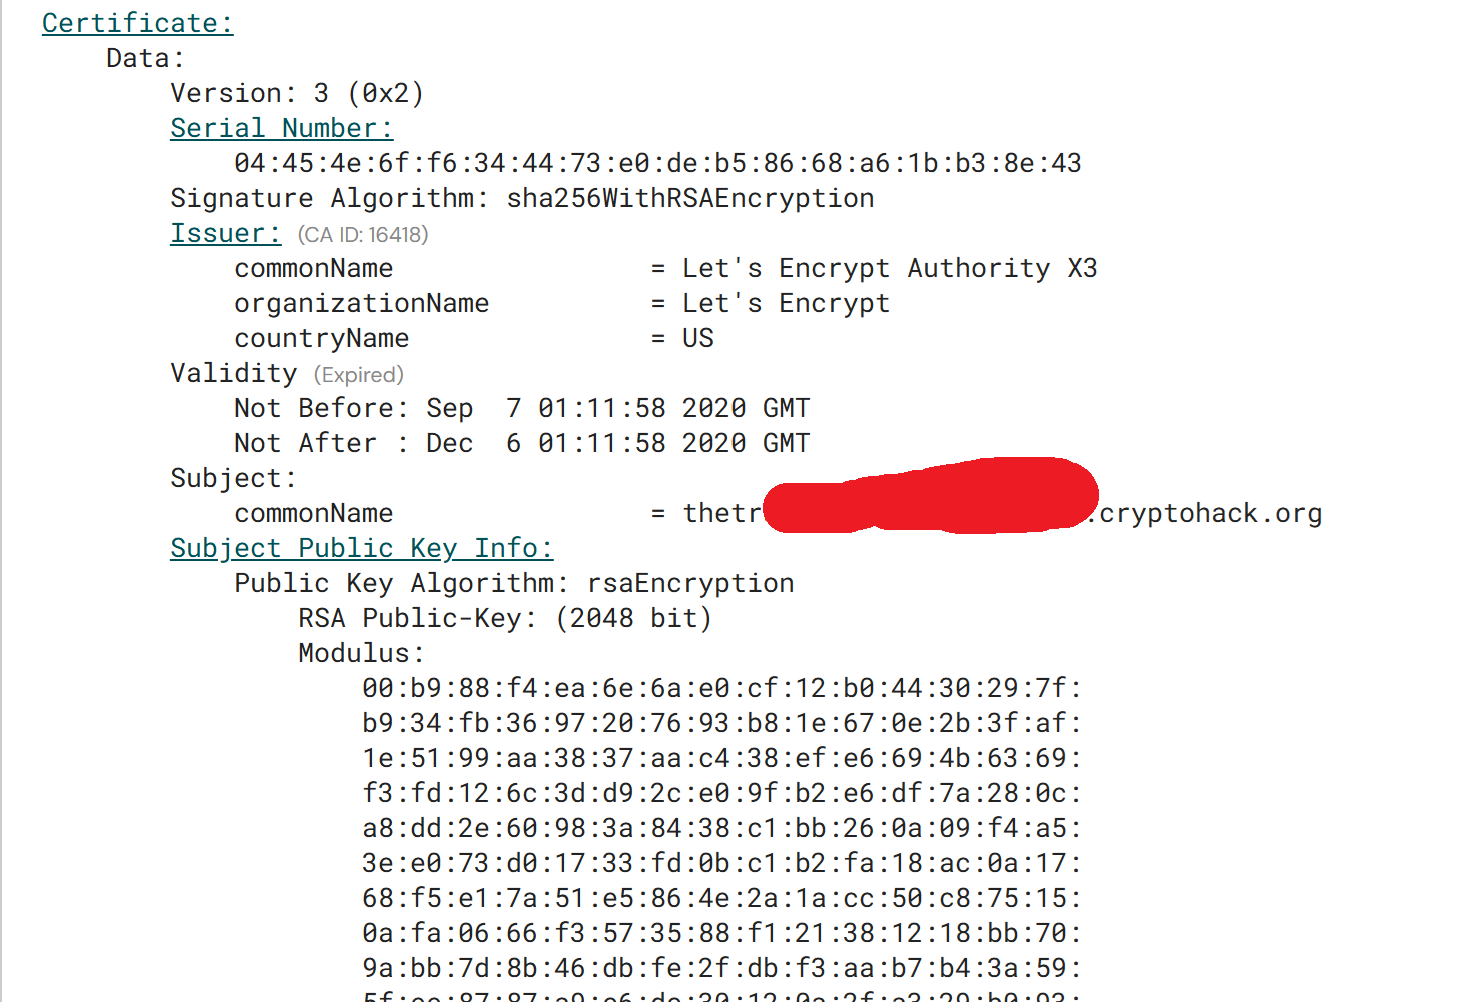 Certificate:
Data:
Version: 3 (0x2)
Serial Number:
04:45:4e:6f:f6:34:44:73:e0:de:b5:86:68:a6:1b:b3:8e:43
Signature Algorithm: sha256WithRSAEncryption
Issuer: (CA ID: 16418)
commonName = Let's Encrypt Authority X3
organizationName = Let's Encrypt
countryName = US
Validity (Expired)
Not Before: Sep 7 01:11:58 2020 GMT
Not After : Dec 6 01:11:58 2020 GMT
Subject:
commonName = thetr .cryptohack.org
Subject Public Key Info:
Public Key Algorithm: rsaEncryption
RSA Public-Key: (2048 bit)
Modulus:
00:b9:88:f4:ea:6e:6a:e0:cf:12:b0:44:30:29:7f:
b9:34:fb:36:97:20:76:93:b8:1e:67:0e:2b:3f:af:
1e:51:99:aa:38:37:aa:c4:38:ef:e6:69:4b:63:69:
f3:fd:12:6c:3d:d9:2c:e0:9f:b2:e6:df:7a:28:0c:
a8:dd:2e:60:98:3a:84:38:c1:bb:26:0a:09:f4:a5:
3e:e0:73:d0:17:33:fd:0b:c1:b2:fa:18:ac:0a:17:
68:f5:e1:7a:51:e5:86:4e:2a:1a:cc:50:c8:75:15:
0a:fa:06:66:f3:57:35:88:f1:21:38:12:18:bb:70:
9a:bb:7d:8b:46:db:fe:2f:db:f3:aa:b7:b4:3a:59: